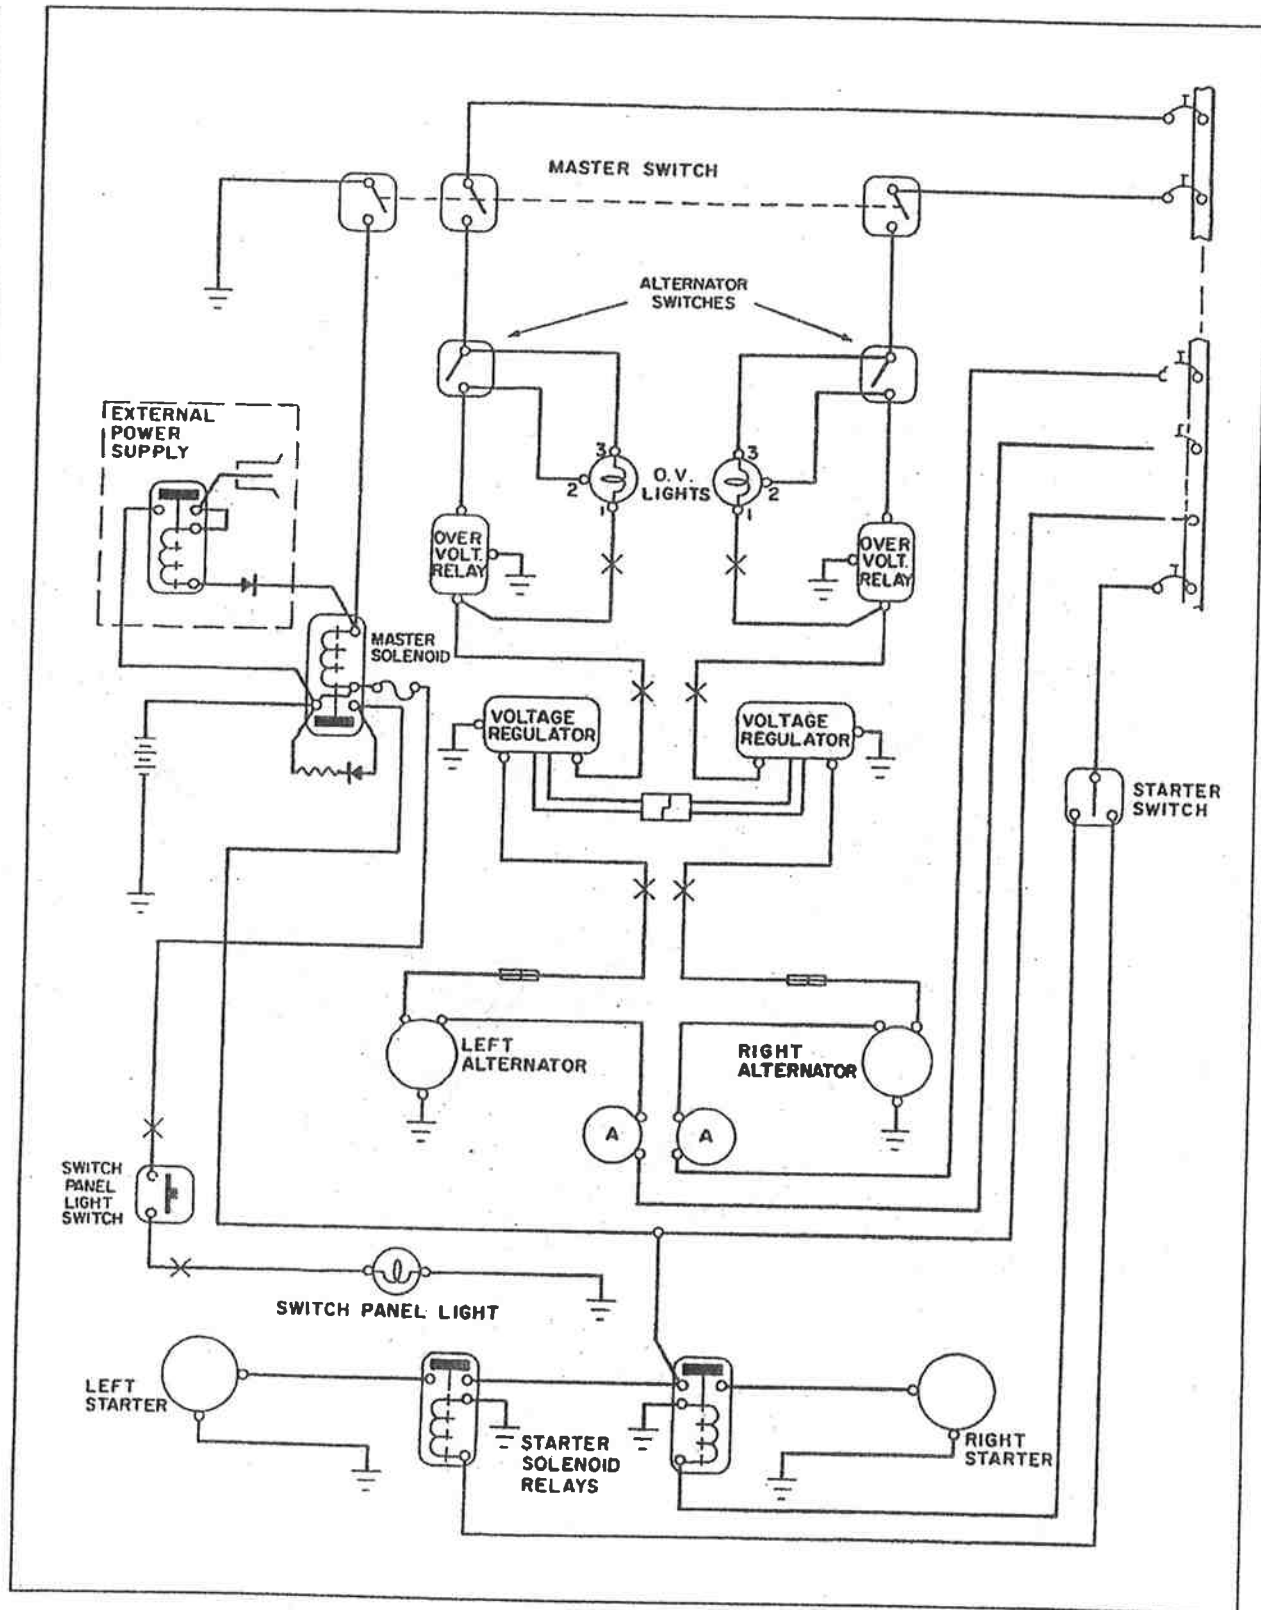 MASTER SWITCH
ALTERNATOR
SWITCHES
EXTERNAL
POWER
SUPPLY
3
2
1
O.V.
LIGHTS
3
2
1
OVER
VOLT.
RELAY
OVER
VOLT.
RELAY
MASTER
SOLENOID
VOLTAGE
REGULATOR
VOLTAGE
REGULATOR
STARTER
SWITCH
LEFT
ALTERNATOR
RIGHT
ALTERNATOR
A
A
SWITCH
PANEL
LIGHT
SWITCH
SWITCH PANEL LIGHT
LEFT
STARTER
STARTER
SOLENOID
RELAYS
RIGHT
STARTER